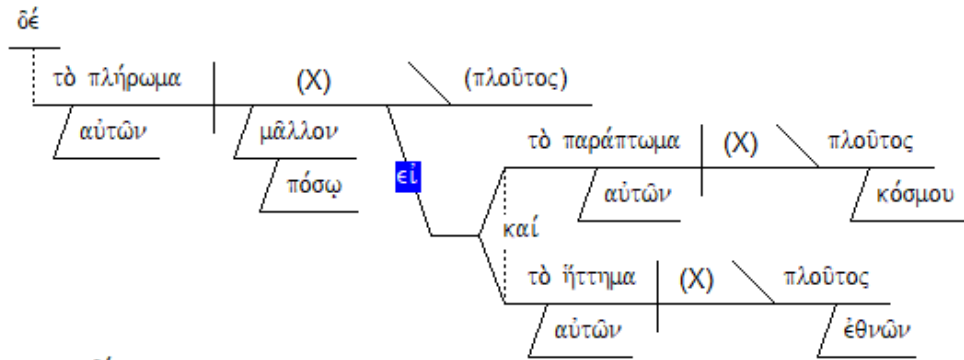 δέ
τὸ πλήρωμα (X) (πλοῦτος)
αὐτῶν μᾶλλον τὸ παράπτωμα (X) πλοῦτος
πόσῳ εἰ αὐτῶν κόσμου
καί
τὸ ἥττημα (X) πλοῦτος
αὐτῶν ἐθνῶν